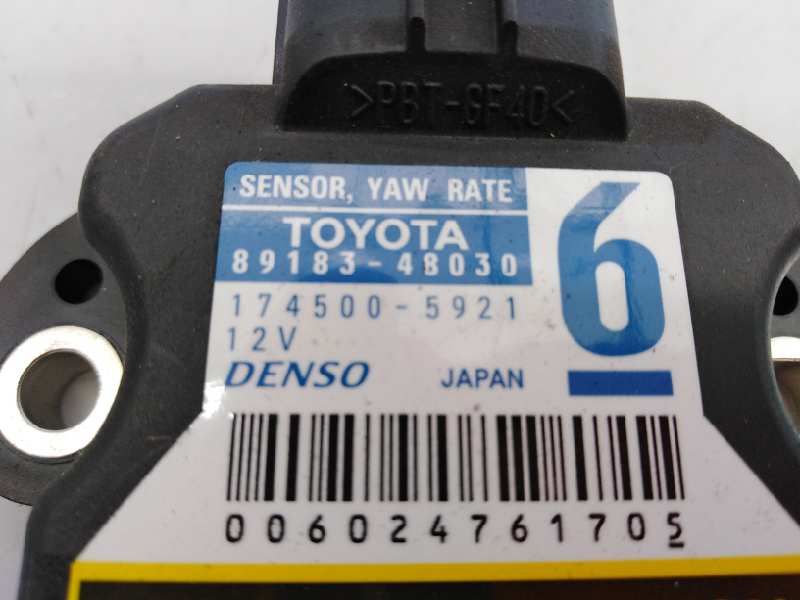 >PBT-GF40<
SENSOR, YAW RATE
TOYOTA
89183-48030
6
174500-5921
12V
DENSO JAPAN
006024761705